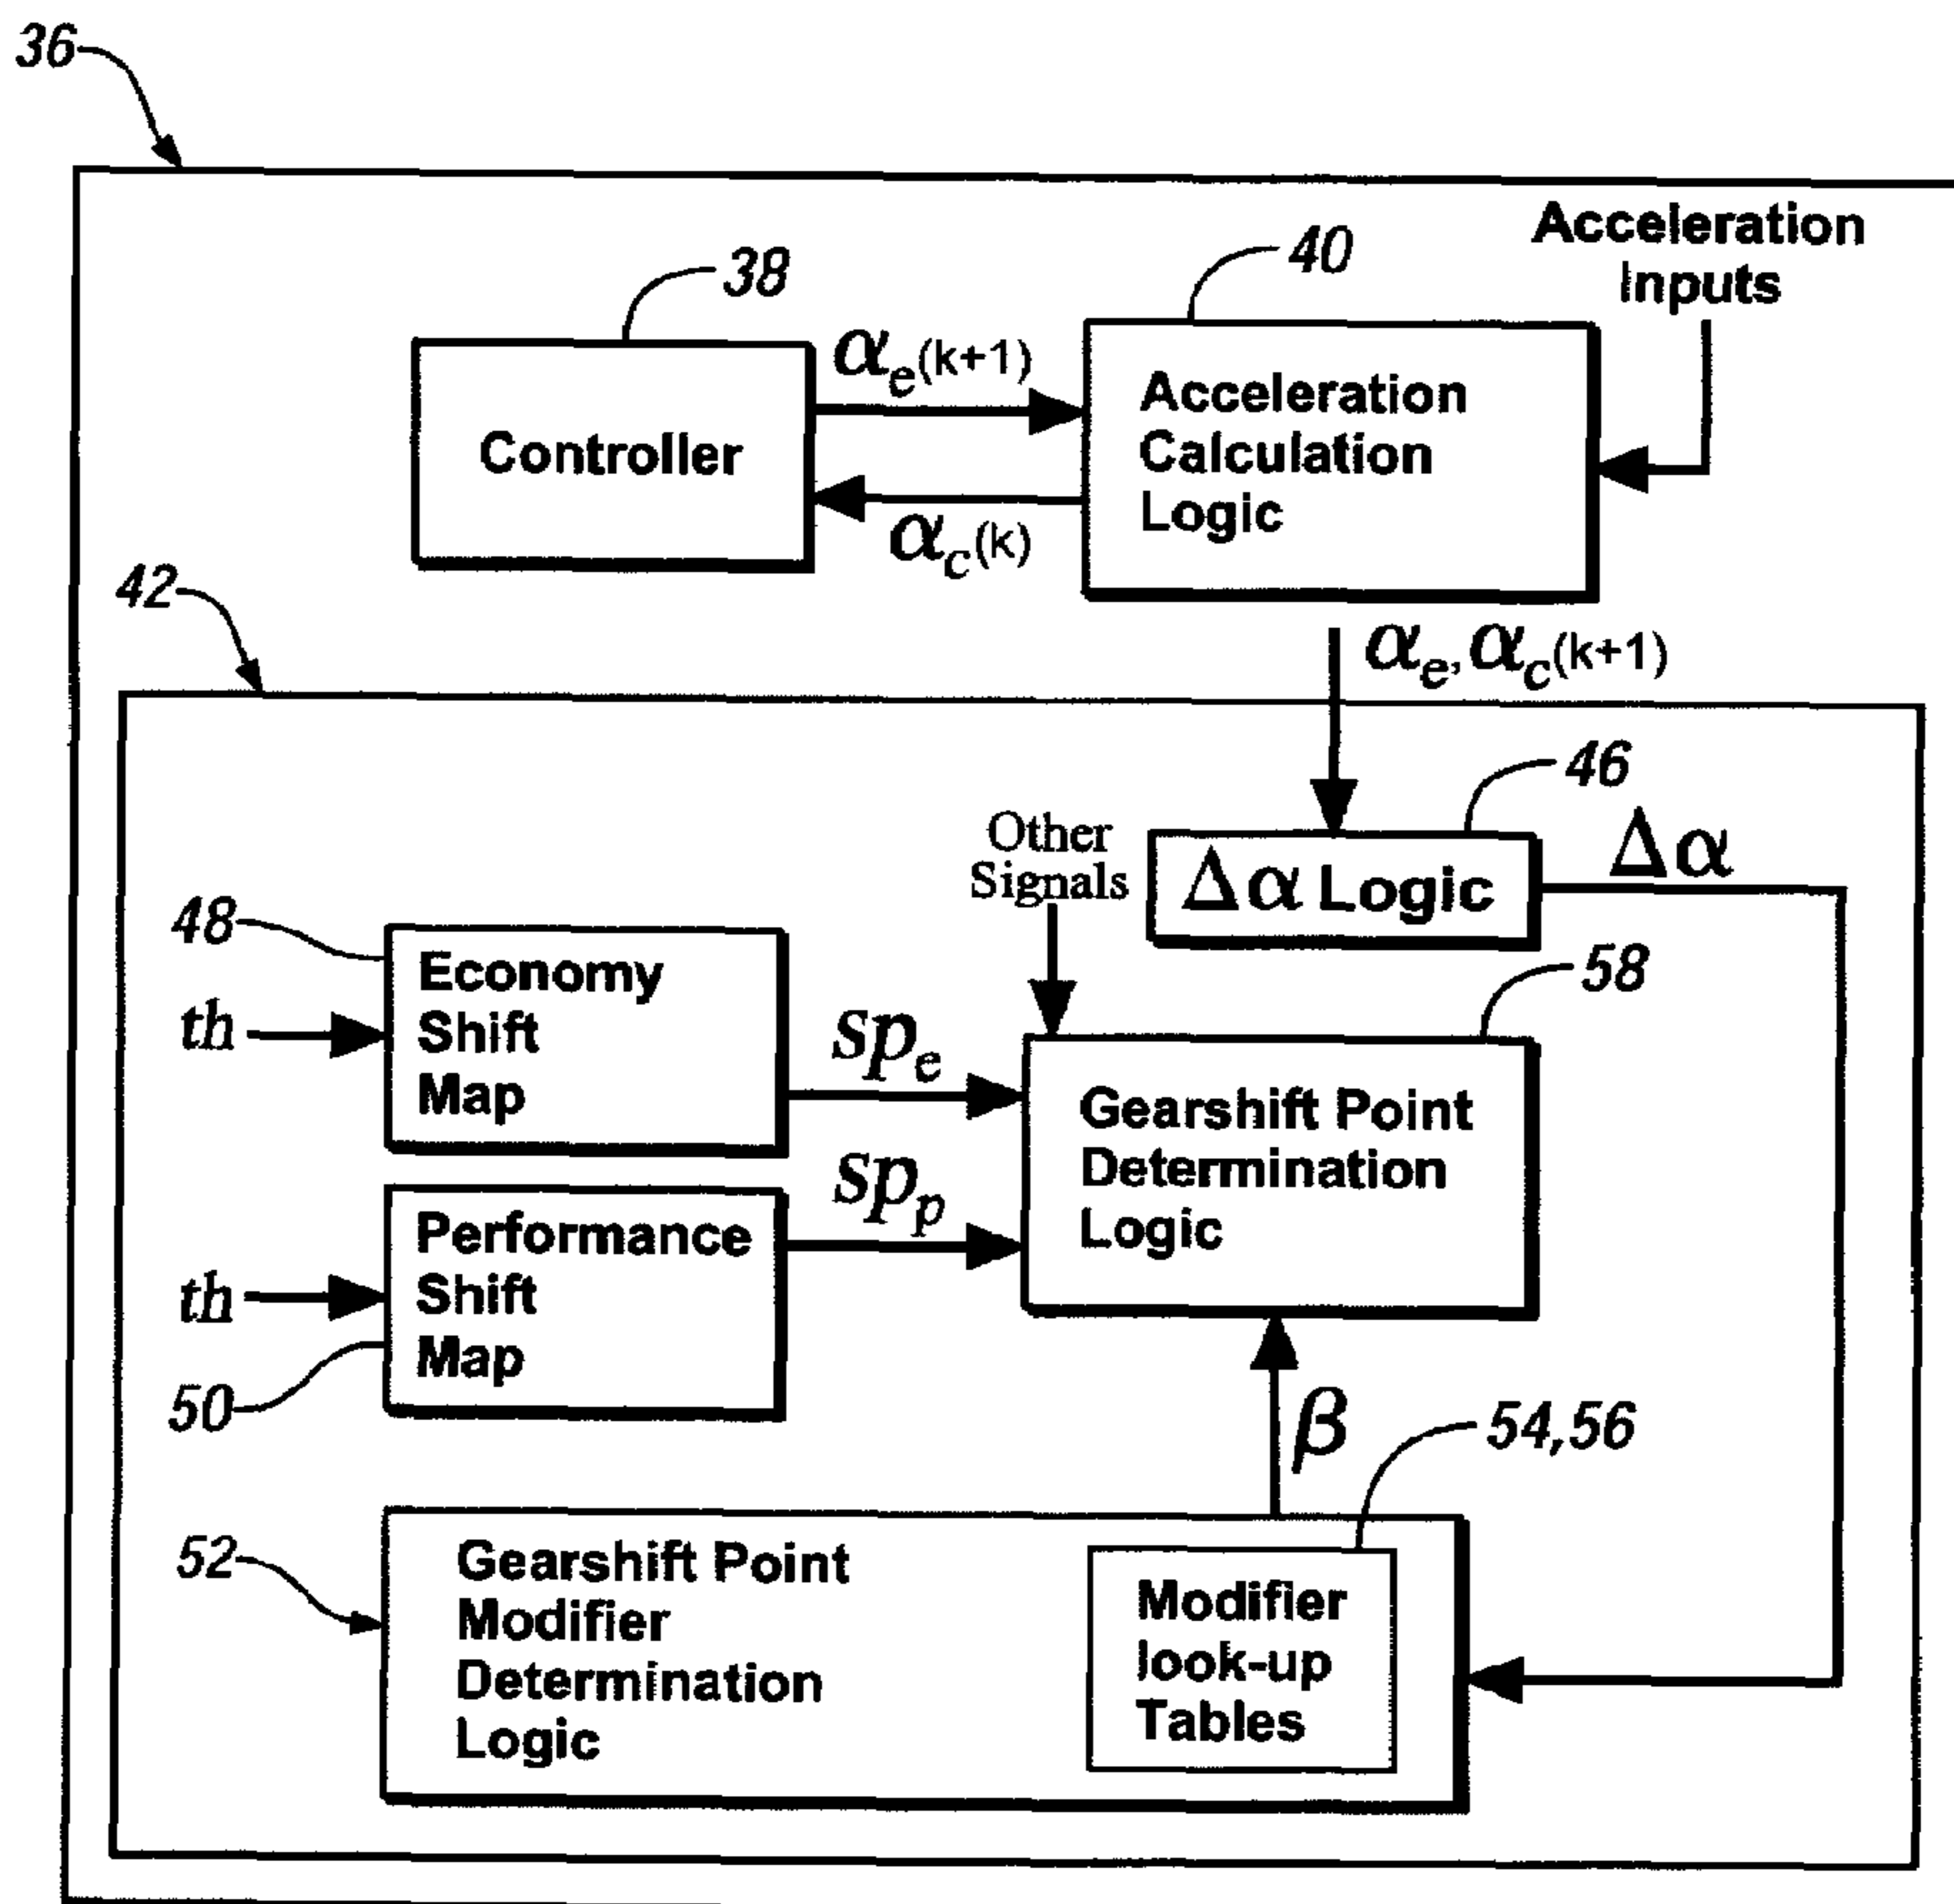 36
Acceleration
Inputs
40
38
αe(k+1)
Acceleration
Calculation
Logic
Controller
αc(k)
42
αe, αc(k+1)
46
Other
Signals
Δα Logic
Δα
48
Economy
Shift
Map
th
58
spe
Gearshift Point
Determination
Logic
spp
Performance
Shift
Map
th
50
β
54,56
52
Gearshift Point
Modifier
Determination
Logic
Modifier
look-up
Tables